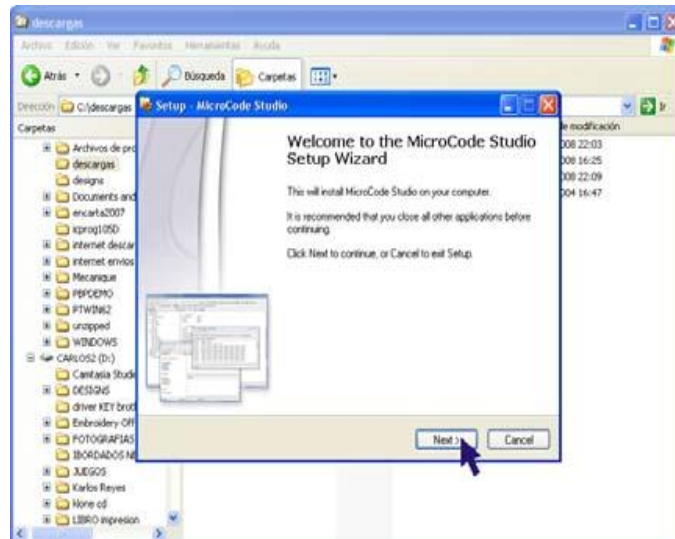 descargas
Archivo Edición Ver Favoritos Herramientas Ayuda
Atrás Búsqueda Carpetas
Dirección C:\descargas Ir
Carpetas
Setup - MicroCode Studio
de modificación
Archivos de pro
descargas
designs
Documents and
encarta2007
icprog105D
internet descar
internet envios
Mecanique
PBPDEMO
PTWIN62
unzipped
WINDOWS
CARLOS2 (D:)
Camtasia Stude
DESIGNS
driver KEY brot
Embroidery Off
FOTOGRAFIAS
JUEGOS
Karlos Reyes
klone cd
LIBRO impresion
Welcome to the MicroCode Studio
Setup Wizard
This will install MicroCode Studio on your computer.
It is recommended that you close all other applications before
continuing.
Click Next to continue, or Cancel to exit Setup.
Next > Cancel
008 22:03
008 16:25
008 22:09
004 16:47